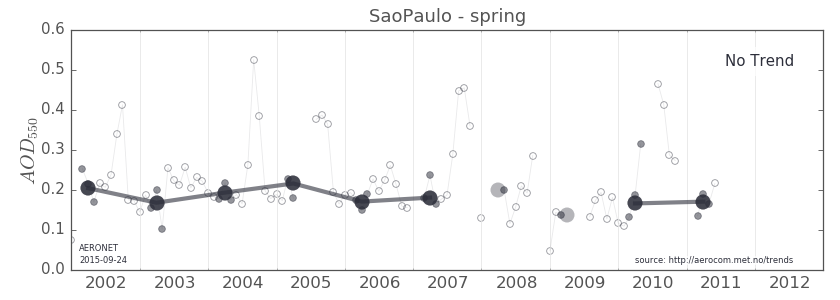 SaoPaulo - spring
No Trend
0.6
0.5
0.4
0.3
0.2
0.1
0.0
AOD550
AERONET
2015-09-24
source: http://aerocom.met.no/trends
2002 2003 2004 2005 2006 2007 2008 2009 2010 2011 2012